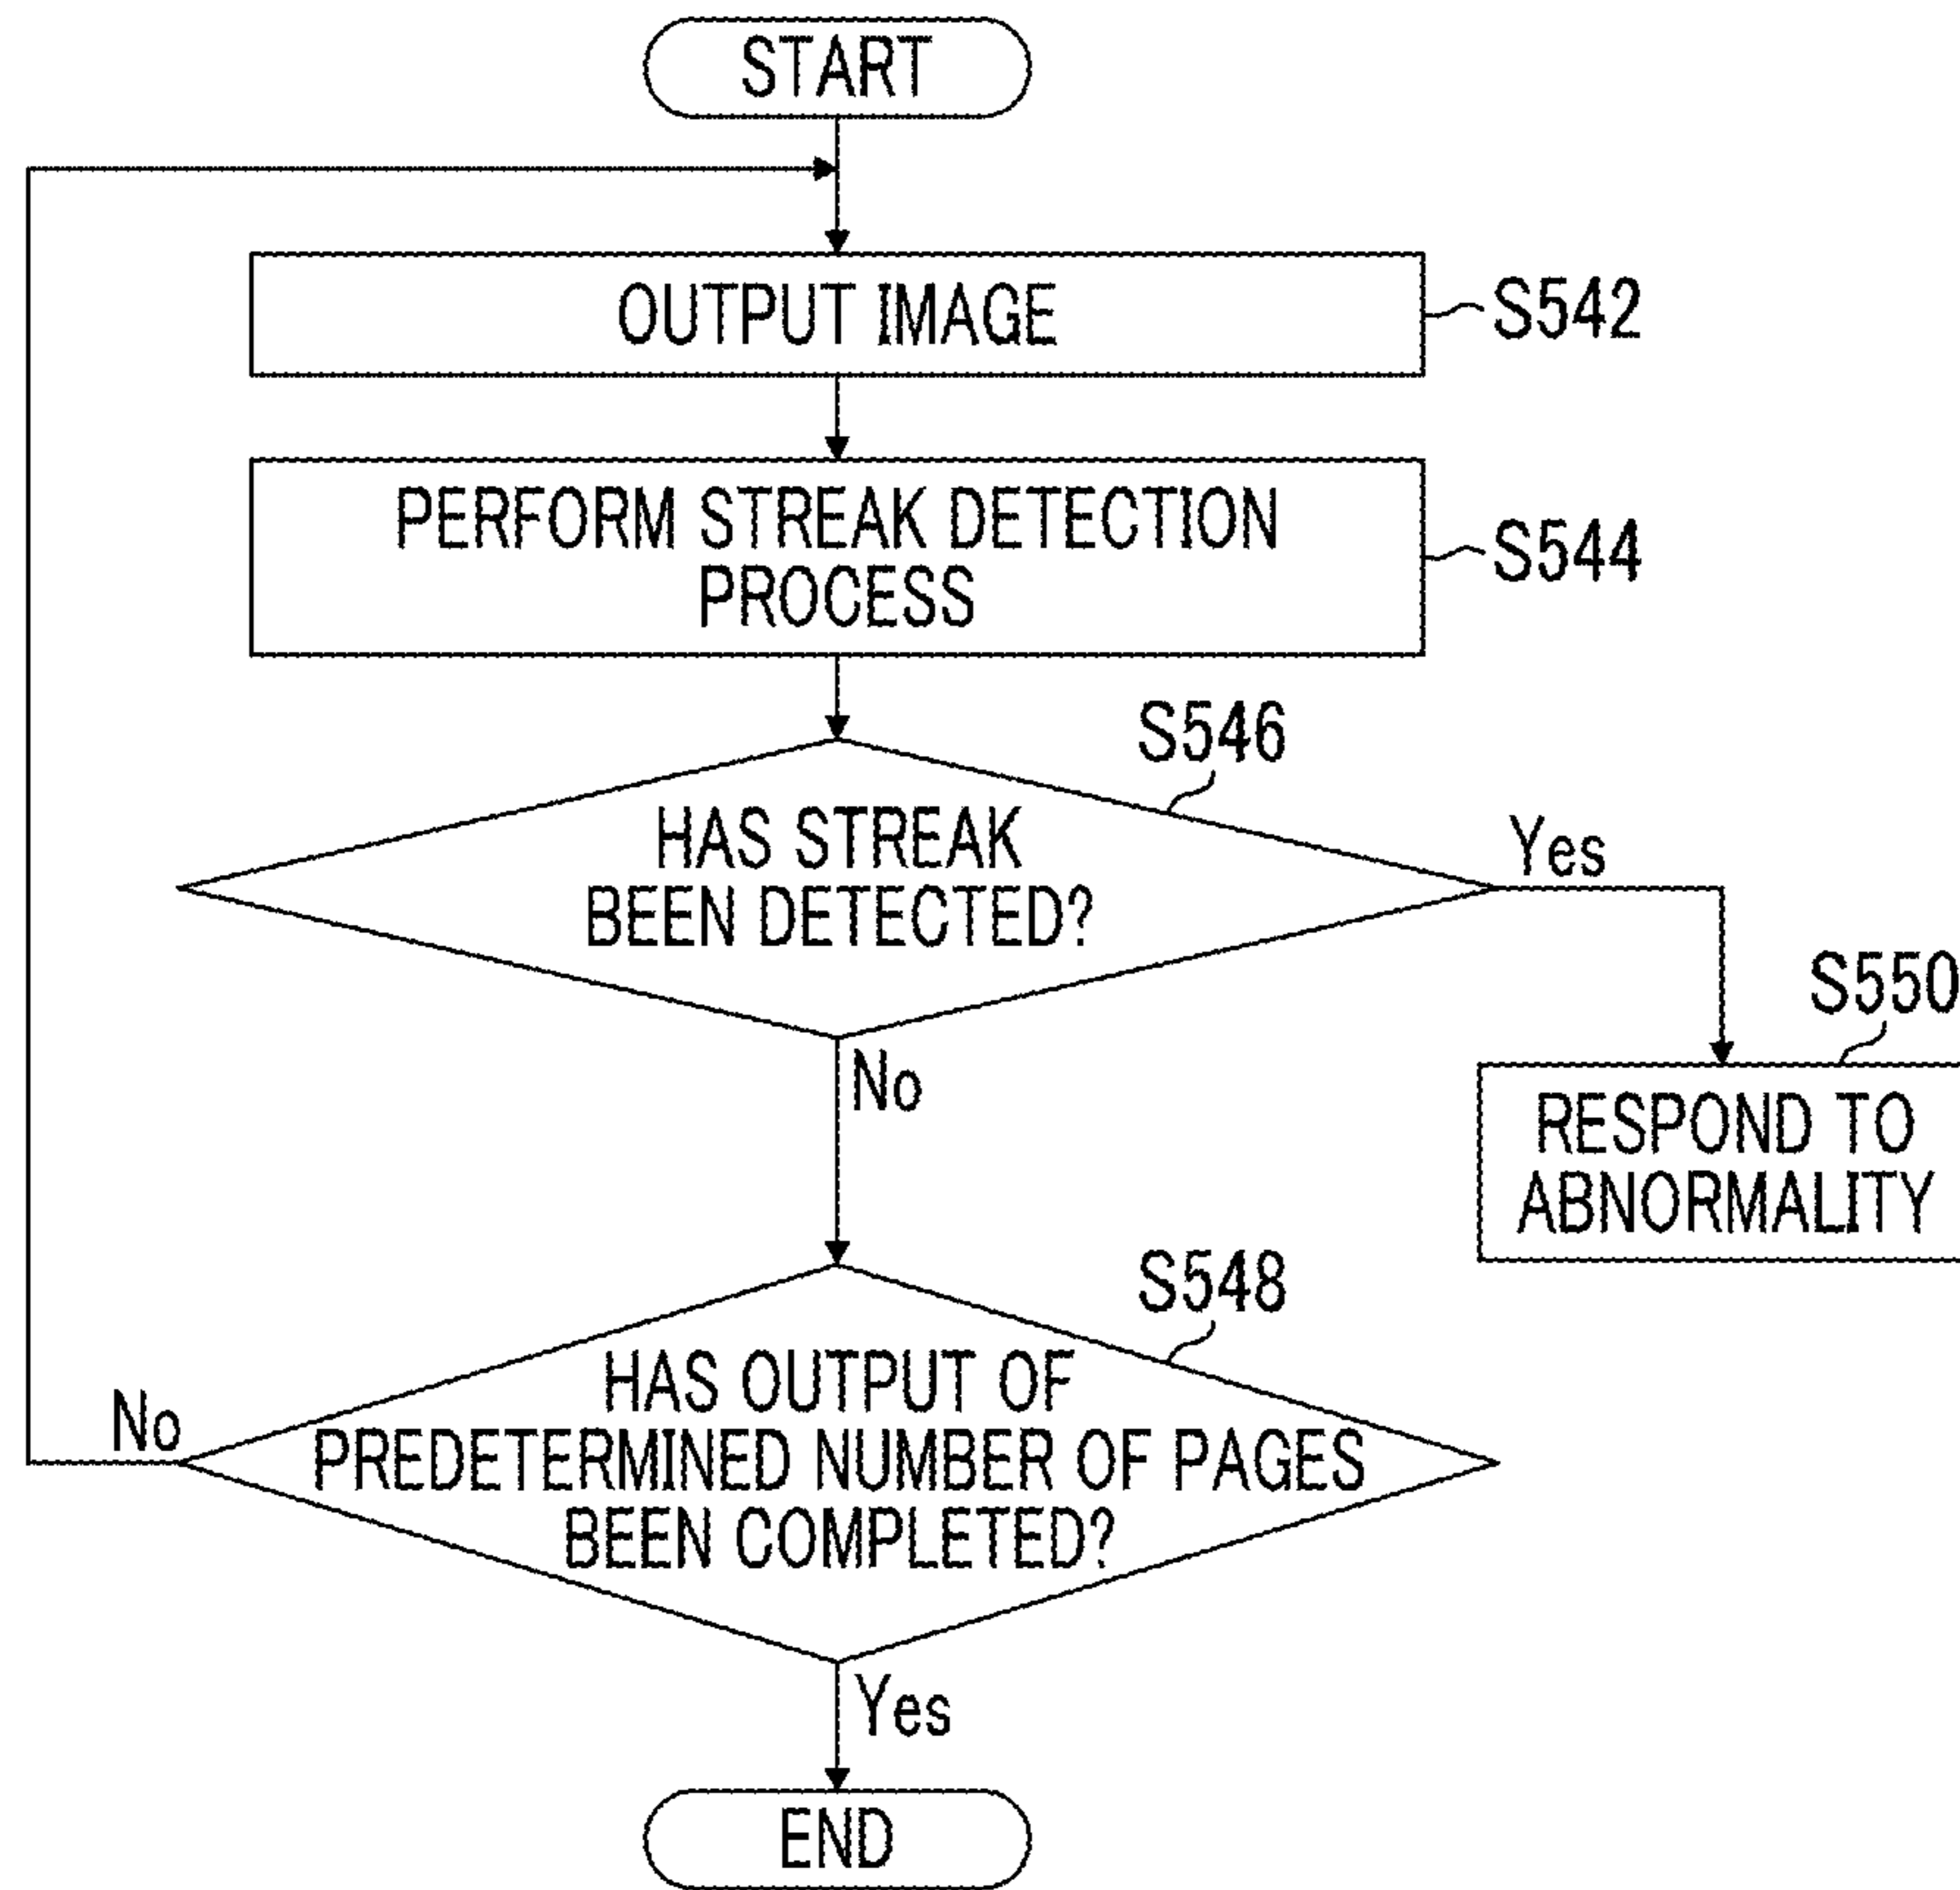 START
OUTPUT IMAGE
S542
PERFORM STREAK DETECTION
PROCESS
S544
S546
HAS STREAK
BEEN DETECTED?
Yes
No
S550
RESPOND TO
ABNORMALITY
S548
HAS OUTPUT OF
PREDETERMINED NUMBER OF PAGES
BEEN COMPLETED?
No
Yes
END